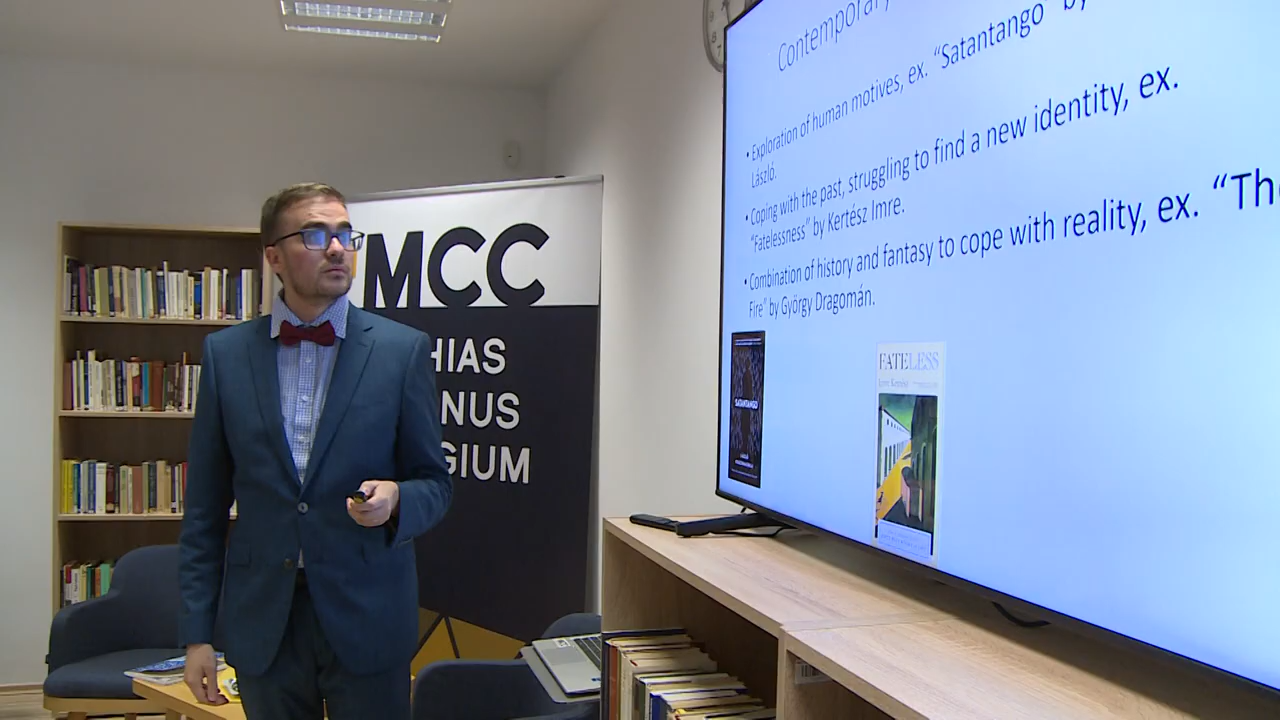 MCC
HIAS
NUS
GIUM
Contemporary
• Exploration of human motives, ex. “Satantango” by
László.
• Coping with the past, struggling to find a new identity, ex.
“Fatelessness” by Kertész Imre.
• Combination of history and fantasy to cope with reality, ex. “The
Fire” by György Dragomán.
SATANTANGO
FATELESS